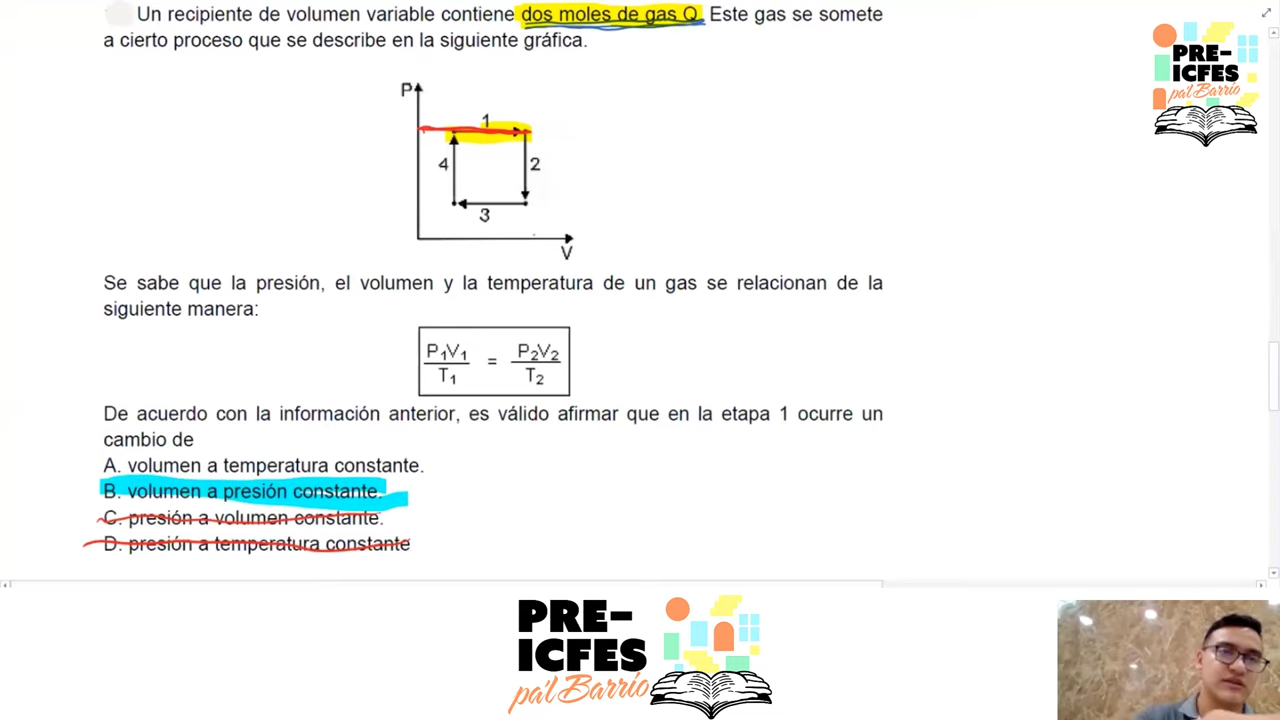 Un recipiente de volumen variable contiene dos moles de gas Q. Este gas se somete
a cierto proceso que se describe en la siguiente gráfica.
P
1
4
2
3
V
Se sabe que la presión, el volumen y la temperatura de un gas se relacionan de la
siguiente manera:
P₁V₁ = P₂V₂
T₁ T₂
De acuerdo con la información anterior, es válido afirmar que en la etapa 1 ocurre un
cambio de
A. volumen a temperatura constante.
B. volumen a presión constante.
C. presión a volumen constante.
D. presión a temperatura constante
PRE-
ICFES
pa'l Barrio
PRE-
ICFES
pa'l Barrio